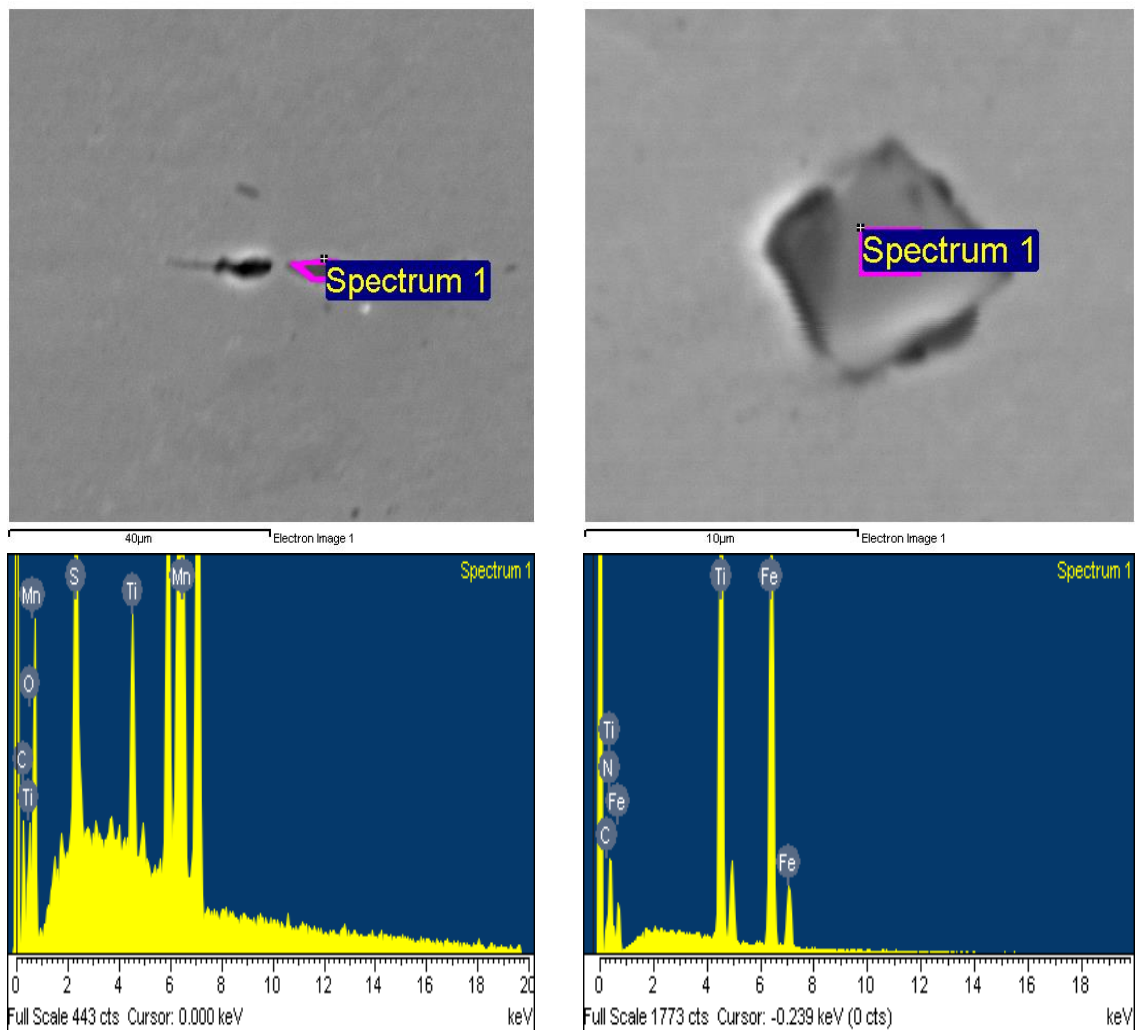 Spectrum 1
40µm
Electron Image 1
Spectrum 1
10µm
Electron Image 1
Spectrum 1
Mn
S
Ti
Mn
O
C
Ti
0 2 4 6 8 10 12 14 16 18 20
Full Scale 443 cts Cursor: 0.000 keV
keV
Spectrum 1
Ti
Fe
Ti
N
Fe
C
Fe
0 2 4 6 8 10 12 14 16 18
Full Scale 1773 cts Cursor: -0.239 keV (0 cts)
keV